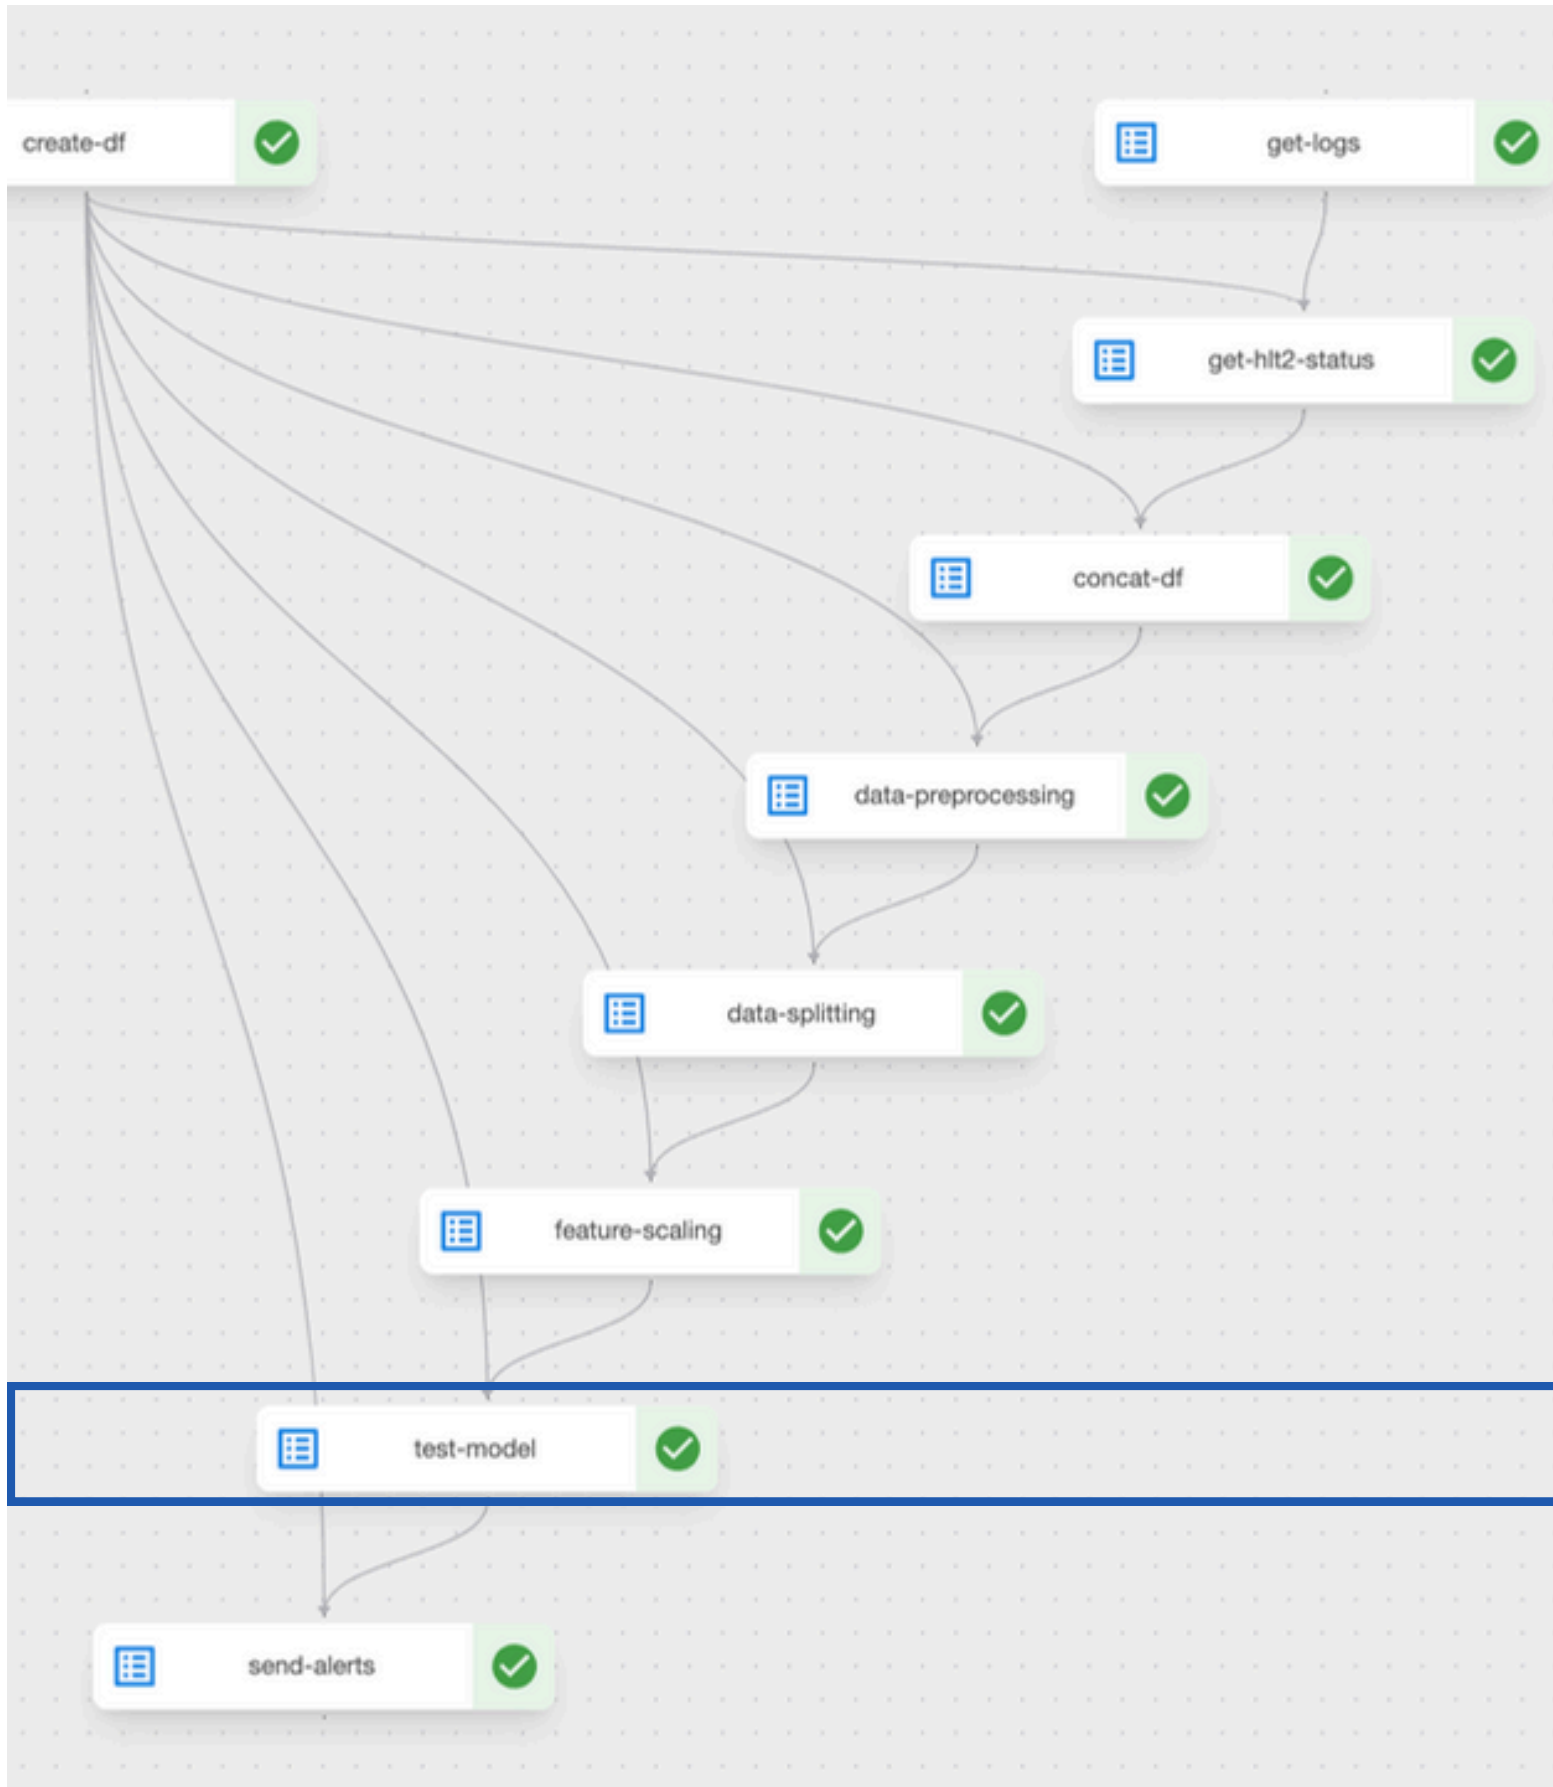 create-df
get-logs
get-hlt2-status
concat-df
data-preprocessing
data-splitting
feature-scaling
test-model
send-alerts